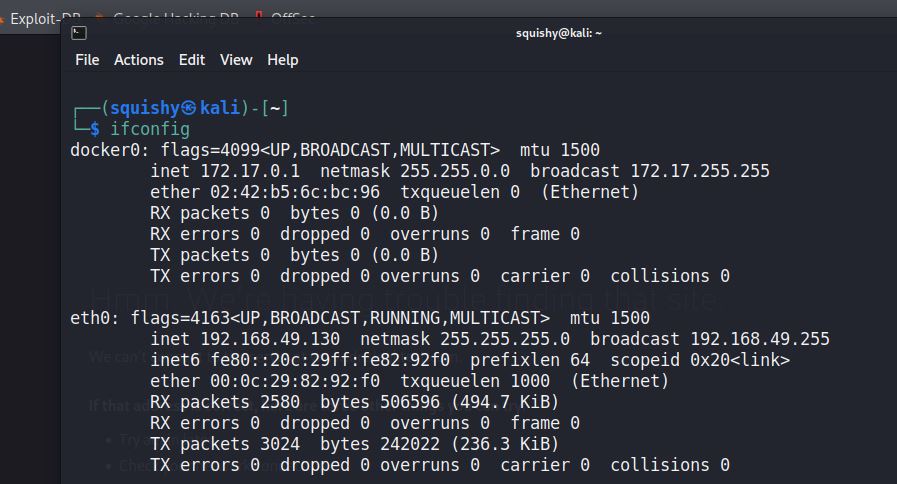 Exploit-DB Google Hacking DB OffSec
squishy@kali: ~
File Actions Edit View Help
┌──(squishy㉿kali)-[~]
└─$ ifconfig
docker0: flags=4099<UP,BROADCAST,MULTICAST>  mtu 1500
        inet 172.17.0.1  netmask 255.255.0.0  broadcast 172.17.255.255
        ether 02:42:b5:6c:bc:96  txqueuelen 0  (Ethernet)
        RX packets 0  bytes 0 (0.0 B)
        RX errors 0  dropped 0  overruns 0  frame 0
        TX packets 0  bytes 0 (0.0 B)
        TX errors 0  dropped 0 overruns 0  carrier 0  collisions 0
Hmm. We're having trouble finding that site.
eth0: flags=4163<UP,BROADCAST,RUNNING,MULTICAST>  mtu 1500
        inet 192.168.49.130  netmask 255.255.255.0  broadcast 192.168.49.255
We can't
        inet6 fe80::20c:29ff:fe82:92f0  prefixlen 64  scopeid 0x20<link>
        ether 00:0c:29:82:92:f0  txqueuelen 1000  (Ethernet)
If that
        RX packets 2580  bytes 506596 (494.7 KiB)
        RX errors 0  dropped 0  overruns 0  frame 0
Try
        TX packets 3024  bytes 242022 (236.3 KiB)
        TX errors 0  dropped 0 overruns 0  carrier 0  collisions 0